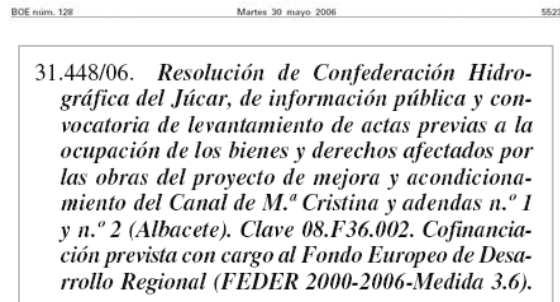 BOE núm. 128 Martes 30 mayo 2006 5523
31.448/06. Resolución de Confederación Hidro-
gráfica del Júcar, de información pública y con-
vocatoria de levantamiento de actas previas a la
ocupación de los bienes y derechos afectados por
las obras del proyecto de mejora y acondiciona-
miento del Canal de M.ª Cristina y adendas n.º 1
y n.º 2 (Albacete). Clave 08.F36.002. Cofinancia-
ción prevista con cargo al Fondo Europeo de Desa-
rrollo Regional (FEDER 2000-2006-Medida 3.6).